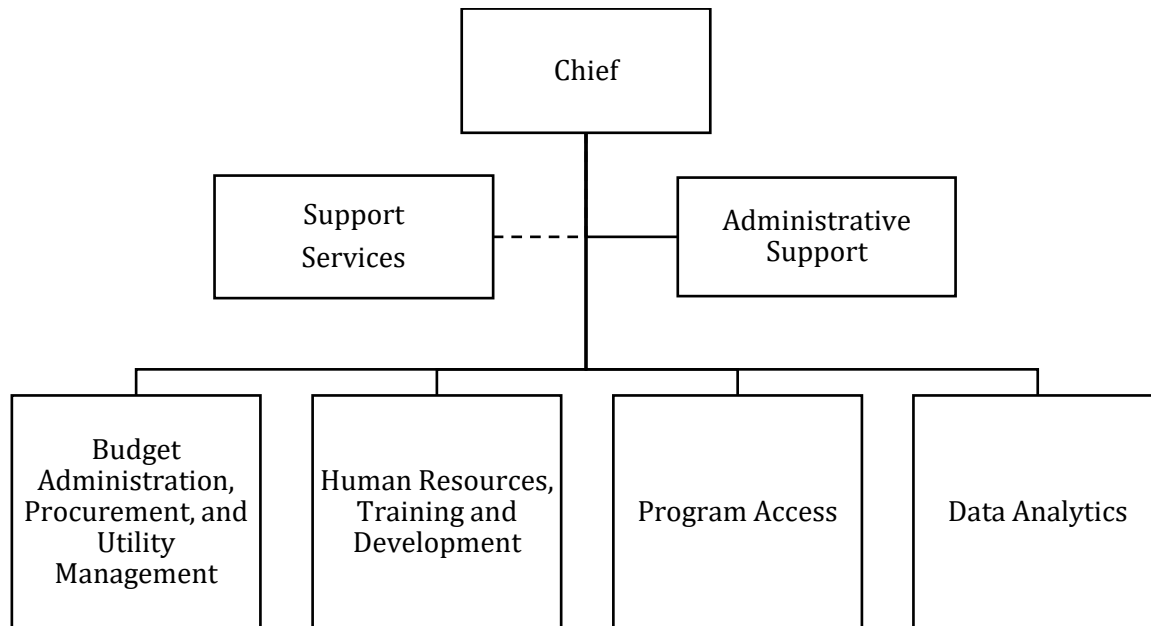 Chief
Support
Services
Administrative
Support
Budget
Administration,
Procurement, and
Utility
Management
Human Resources,
Training and
Development
Program Access
Data Analytics